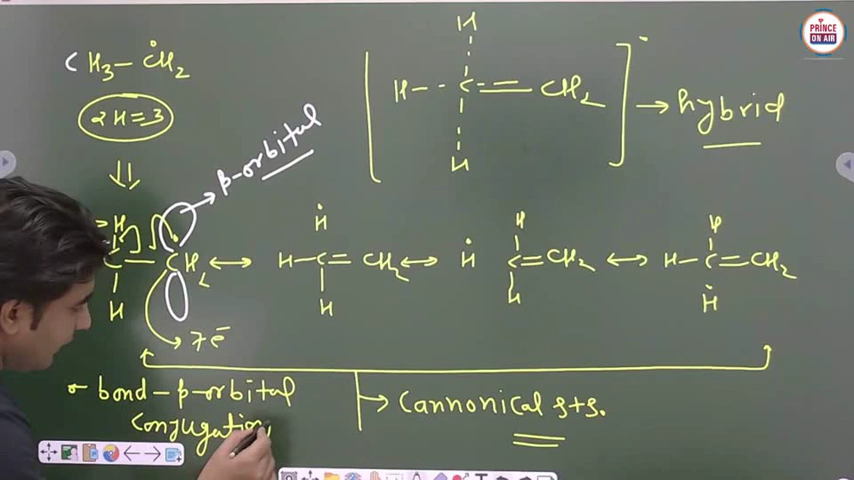 PRINCE
ON AIR
CH3 – ĊH2
αH=3
H
H – – C = CH2
H
→ hybrid
p-orbital
H
C – CH2 ↔
H
7e⁻
Ḣ
H–C=CH2 ↔
H
Ḣ
H
C=CH2 ↔
H
H
H–C=CH2
Ḣ
σ bond – p-orbital
conjugation
→ Cannonical sts.